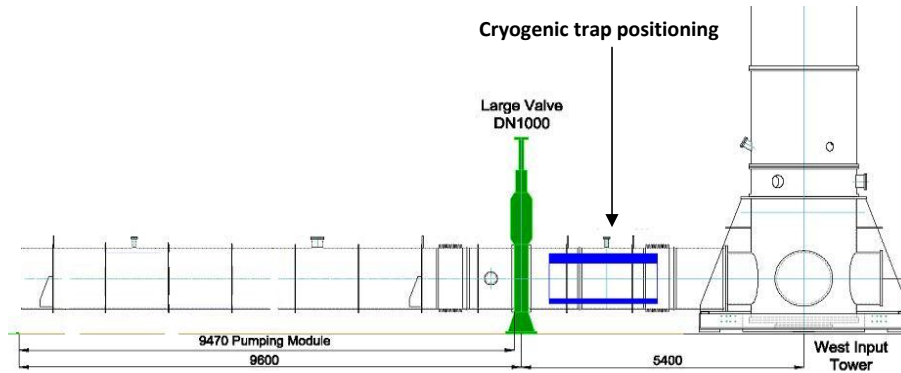 Cryogenic trap positioning
Large Valve
DN1000
9470 Pumping Module
9600
5400
West Input
Tower